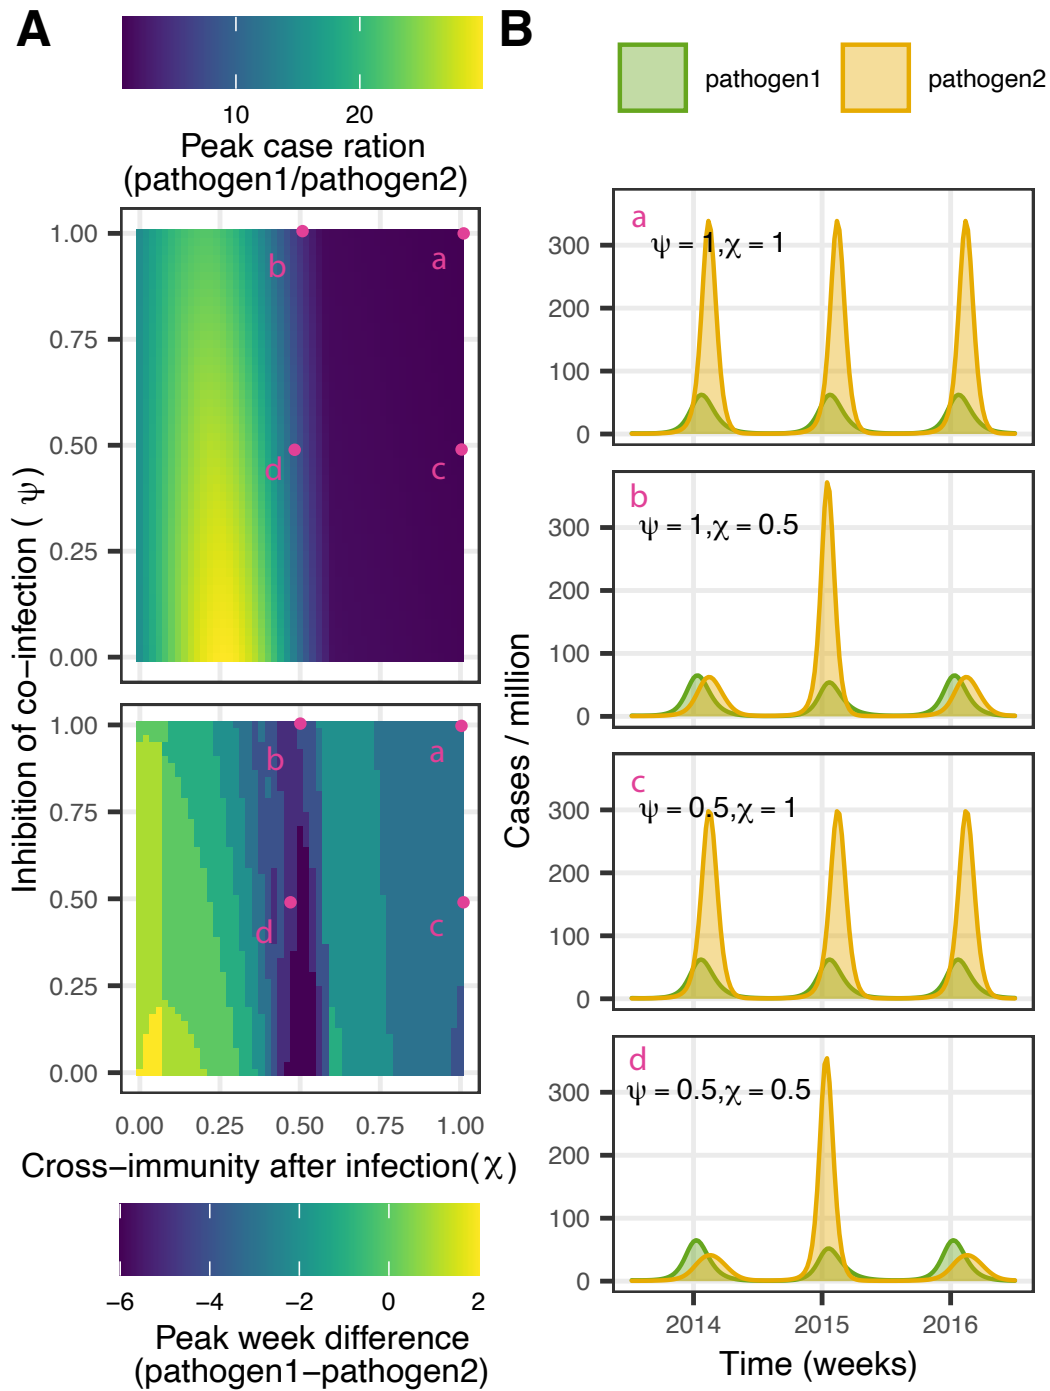 A
10 20
Peak case ration
(pathogen1/pathogen2)
Inhibition of co−infection ( ψ)
1.00
0.75
0.50
0.25
0.00
b
a
d
c
1.00
0.75
0.50
0.25
0.00
b
a
d
c
0.00 0.25 0.50 0.75 1.00
Cross−immunity after infection(χ)
−6 −4 −2 0 2
Peak week difference
(pathogen1−pathogen2)
B
pathogen1 pathogen2
Cases / million
a
ψ = 1,χ = 1
300
200
100
0
b
ψ = 1,χ = 0.5
300
200
100
0
c
ψ = 0.5,χ = 1
300
200
100
0
d
ψ = 0.5,χ = 0.5
300
200
100
0
2014 2015 2016
Time (weeks)